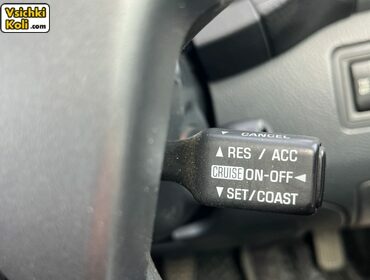 Vsichki
Koli.com!
▼ CANCEL
▲ RES / ACC
CRUISE ON-OFF ◄
▼ SET/COAST